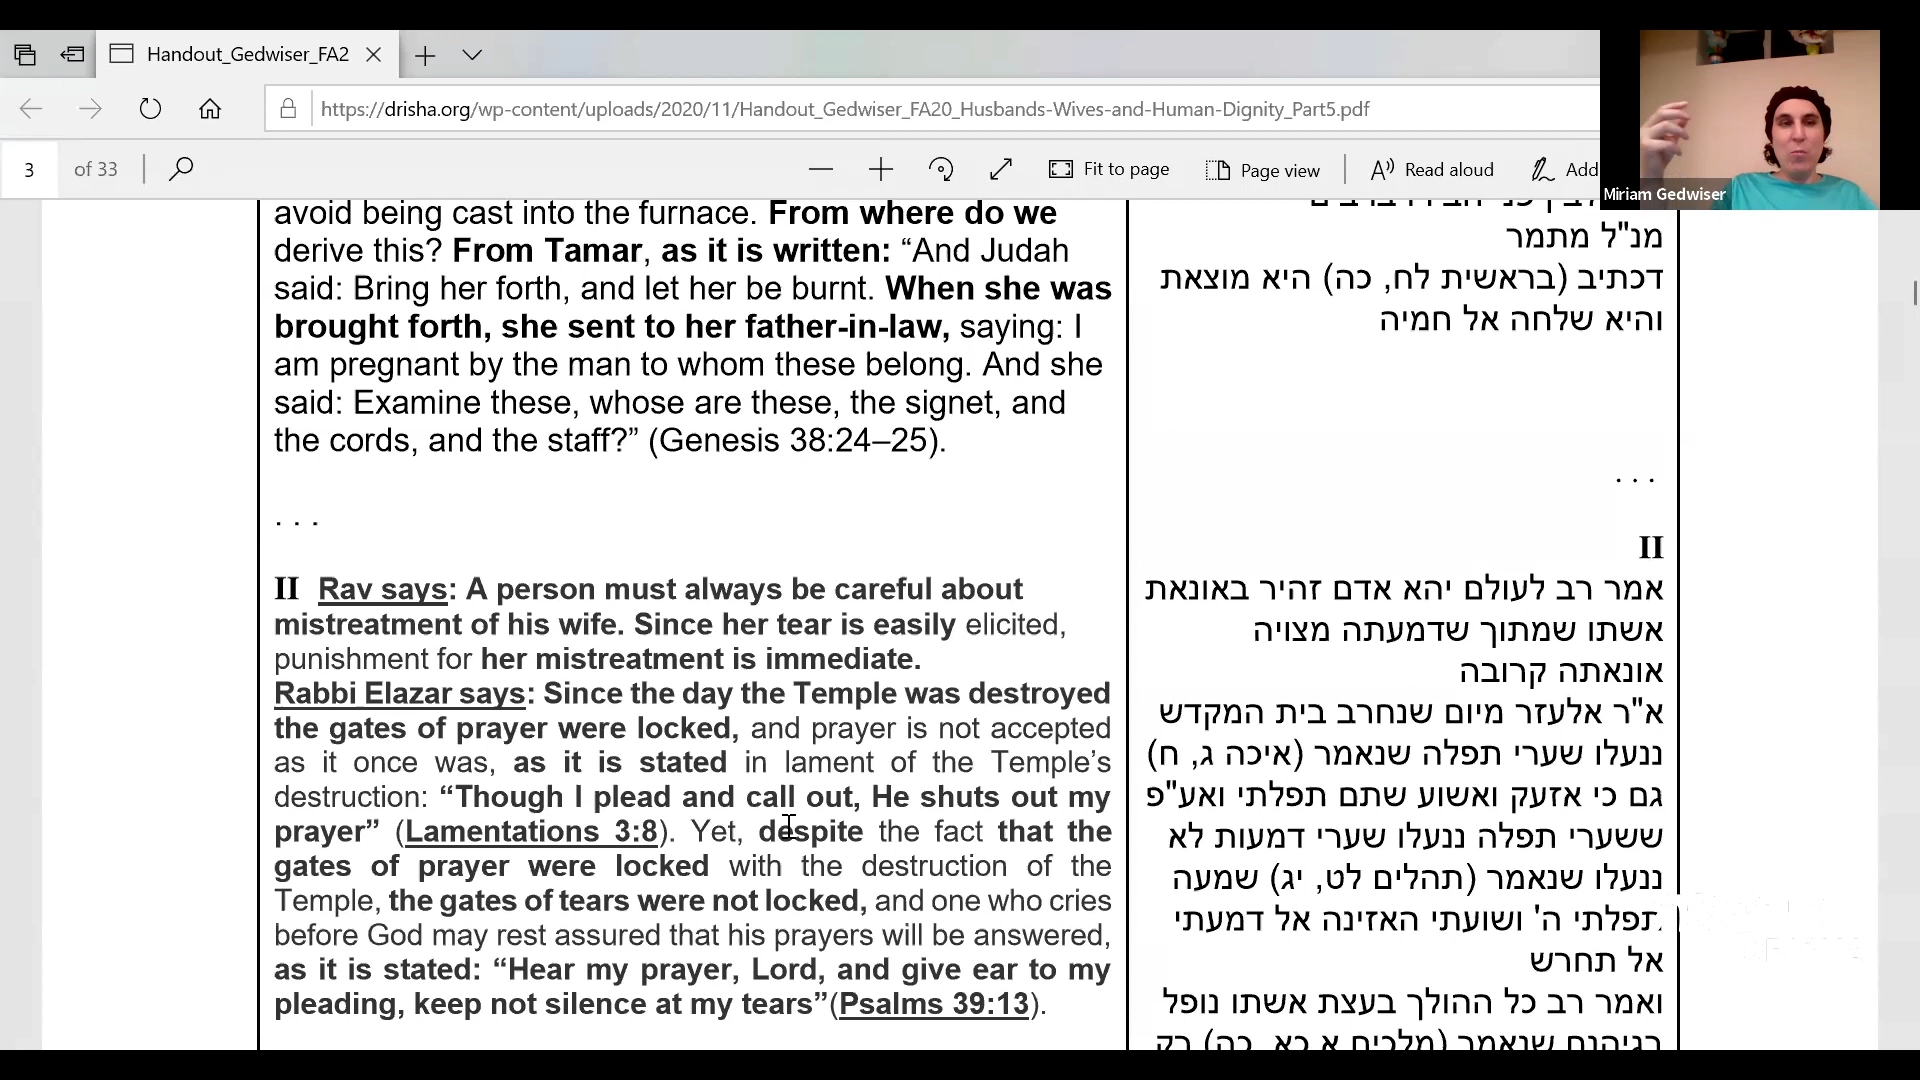 Handout_Gedwiser_FA2
https://drisha.org/wp-content/uploads/2020/11/Handout_Gedwiser_FA20_Husbands-Wives-and-Human-Dignity_Part5.pdf
3 of 33
Fit to page
Page view
Read aloud
Add
Miriam Gedwiser
avoid being cast into the furnace. From where do we
derive this? From Tamar, as it is written: “And Judah
said: Bring her forth, and let her be burnt. When she was
brought forth, she sent to her father-in-law, saying: I
am pregnant by the man to whom these belong. And she
said: Examine these, whose are these, the signet, and
the cords, and the staff?” (Genesis 38:24–25).
. . .
II Rav says: A person must always be careful about
mistreatment of his wife. Since her tear is easily elicited,
punishment for her mistreatment is immediate.
Rabbi Elazar says: Since the day the Temple was destroyed
the gates of prayer were locked, and prayer is not accepted
as it once was, as it is stated in lament of the Temple’s
destruction: “Though I plead and call out, He shuts out my
prayer” (Lamentations 3:8). Yet, despite the fact that the
gates of prayer were locked with the destruction of the
Temple, the gates of tears were not locked, and one who cries
before God may rest assured that his prayers will be answered,
as it is stated: “Hear my prayer, Lord, and give ear to my
pleading, keep not silence at my tears”(Psalms 39:13).
מנ"ל מתמר
דכתיב (בראשית לח, כה) היא מוצאת
והיא שלחה אל חמיה
. . .
II
אמר רב לעולם יהא אדם זהיר באונאת
אשתו שמתוך שדמעתה מצויה
אונאתה קרובה
א"ר אלעזר מיום שנחרב בית המקדש
ננעלו שערי תפלה שנאמר (איכה ג, ח)
גם כי אזעק ואשוע שתם תפלתי ואע"פ
ששערי תפלה ננעלו שערי דמעות לא
ננעלו שנאמר (תהלים לט, יג) שמעה
תפלתי ה' ושועתי האזינה אל דמעתי
אל תחרש
ואמר רב כל ההולך בעצת אשתו נופל
בגיהנם שנאמר (מלכים א כא, כה) רק